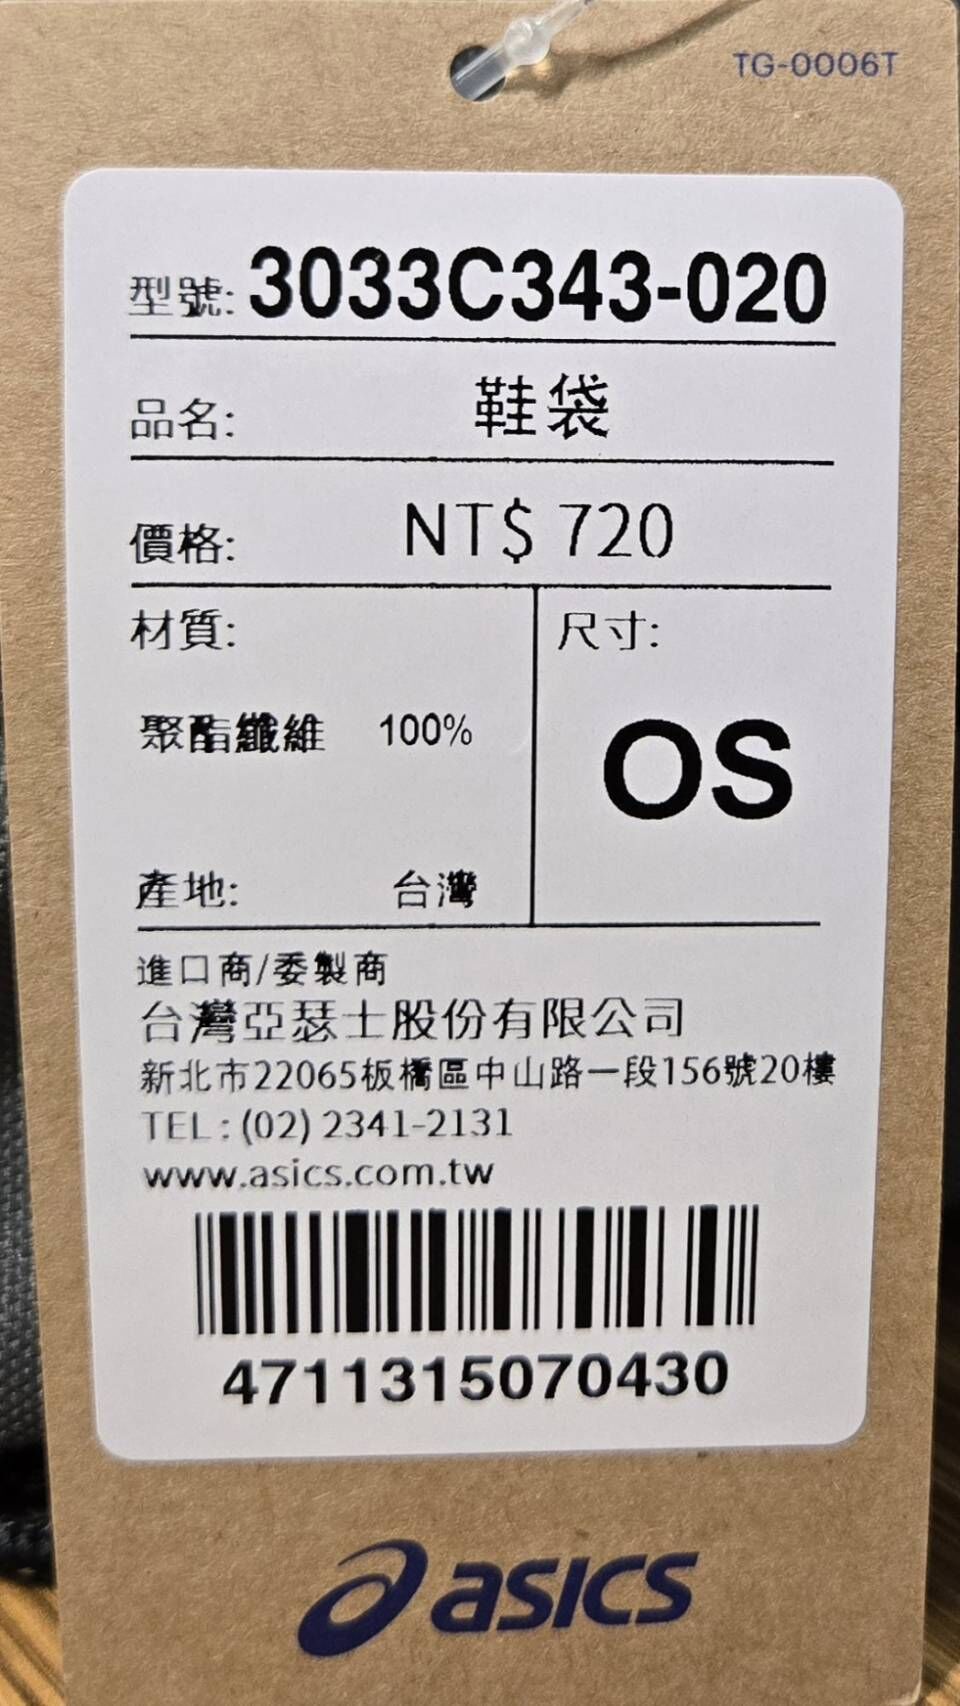 TG-0006T
型號: 3033C343-020
品名: 鞋袋
價格: NT$ 720
材質:
聚酯纖維 100%
尺寸:
OS
產地: 台灣
進口商/委製商
台灣亞瑟士股份有限公司
新北市22065板橋區中山路一段156號20樓
TEL : (02) 2341-2131
www.asics.com.tw
4711315070430
asics